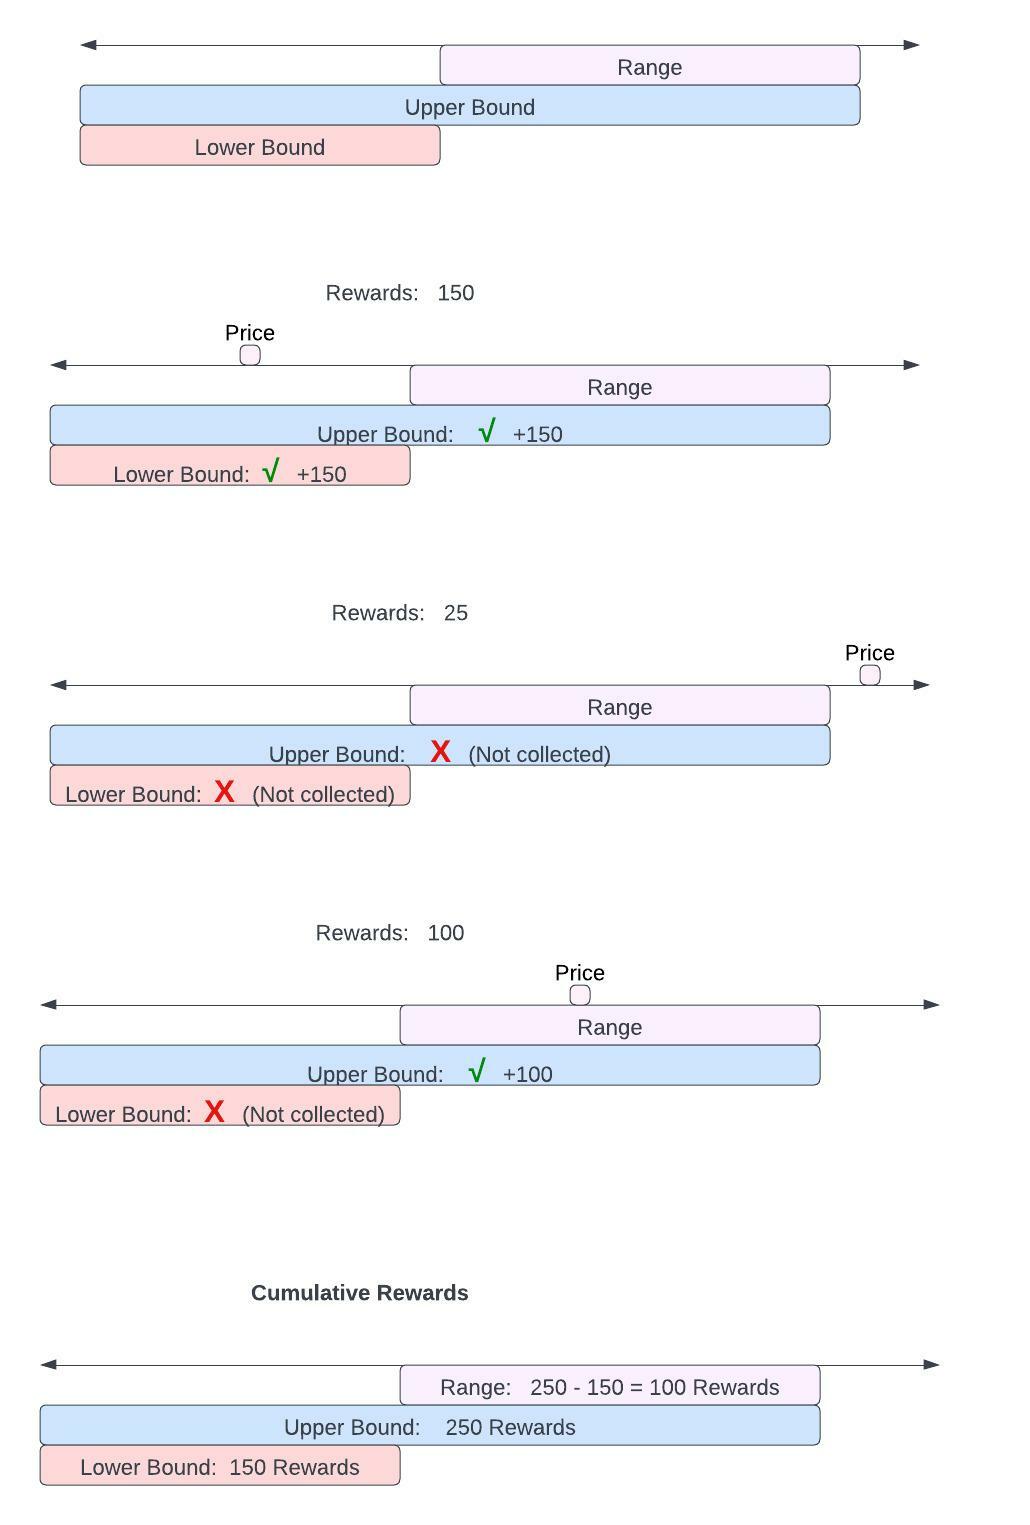 Range
Upper Bound
Lower Bound
Rewards: 150
Price
Range
Upper Bound: √ +150
Lower Bound: √ +150
Rewards: 25
Price
Range
Upper Bound: X (Not collected)
Lower Bound: X (Not collected)
Rewards: 100
Price
Range
Upper Bound: √ +100
Lower Bound: X (Not collected)
Cumulative Rewards
Range: 250 - 150 = 100 Rewards
Upper Bound: 250 Rewards
Lower Bound: 150 Rewards